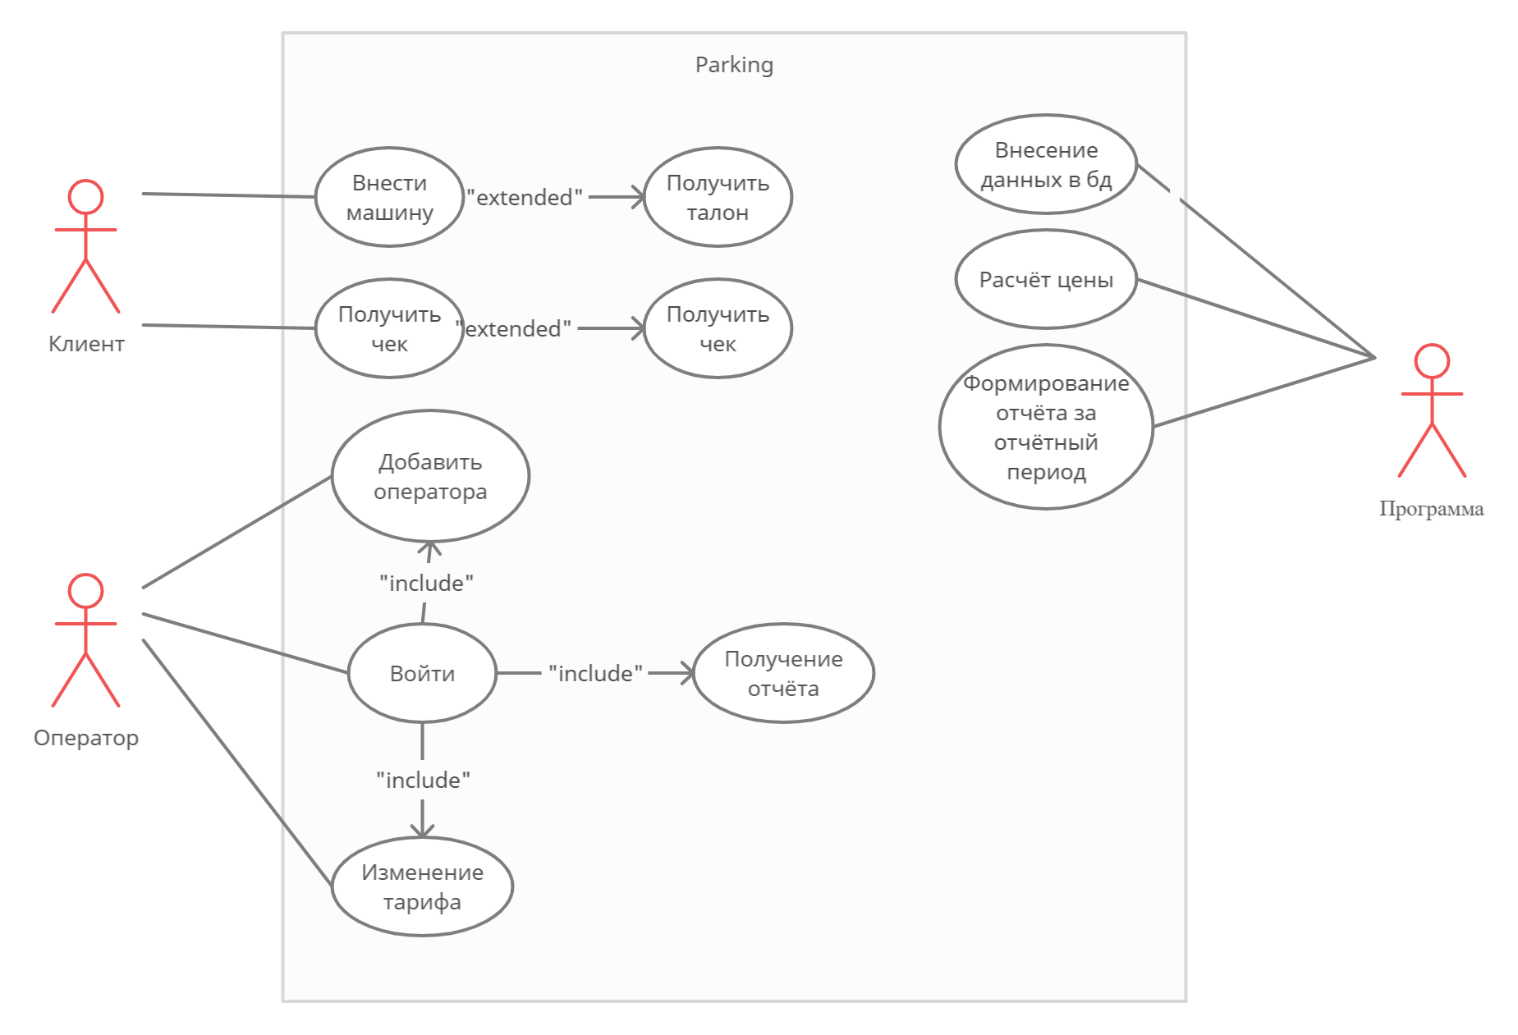 Parking
Внести
машину
"extended"
Получить
талон
Внесение
данных в бд
Расчёт цены
Клиент
Получить
чек
"extended"
Получить
чек
Формирование
отчёта за
отчётный
период
Программа
Добавить
оператора
"include"
Войти
"include"
Получение
отчёта
Оператор
"include"
Изменение
тарифа